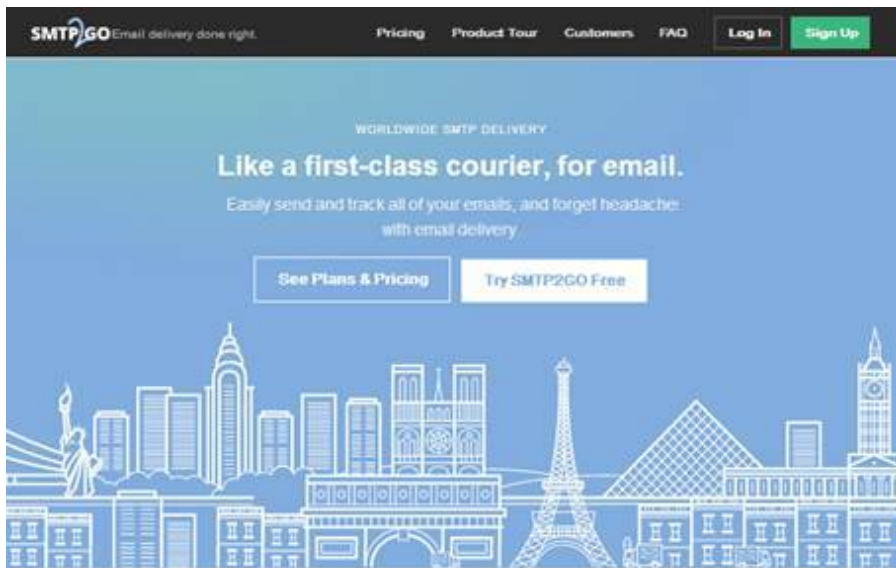 SMTP2GO Email delivery done right. Pricing Product Tour Customers FAQ Log In Sign Up
WORLDWIDE SMTP DELIVERY
Like a first-class courier, for email.
Easily send and track all of your emails, and forget headache
with email delivery
See Plans & Pricing Try SMTP2GO Free